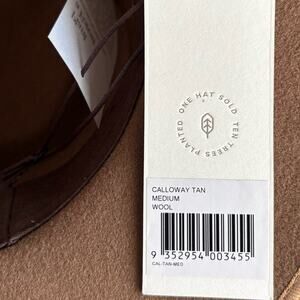 ONE HAT SOLD TEN TREES PLANTED
CALLOWAY TAN
MEDIUM
WOOL
9 352954 003455
CAL-TAN-MED